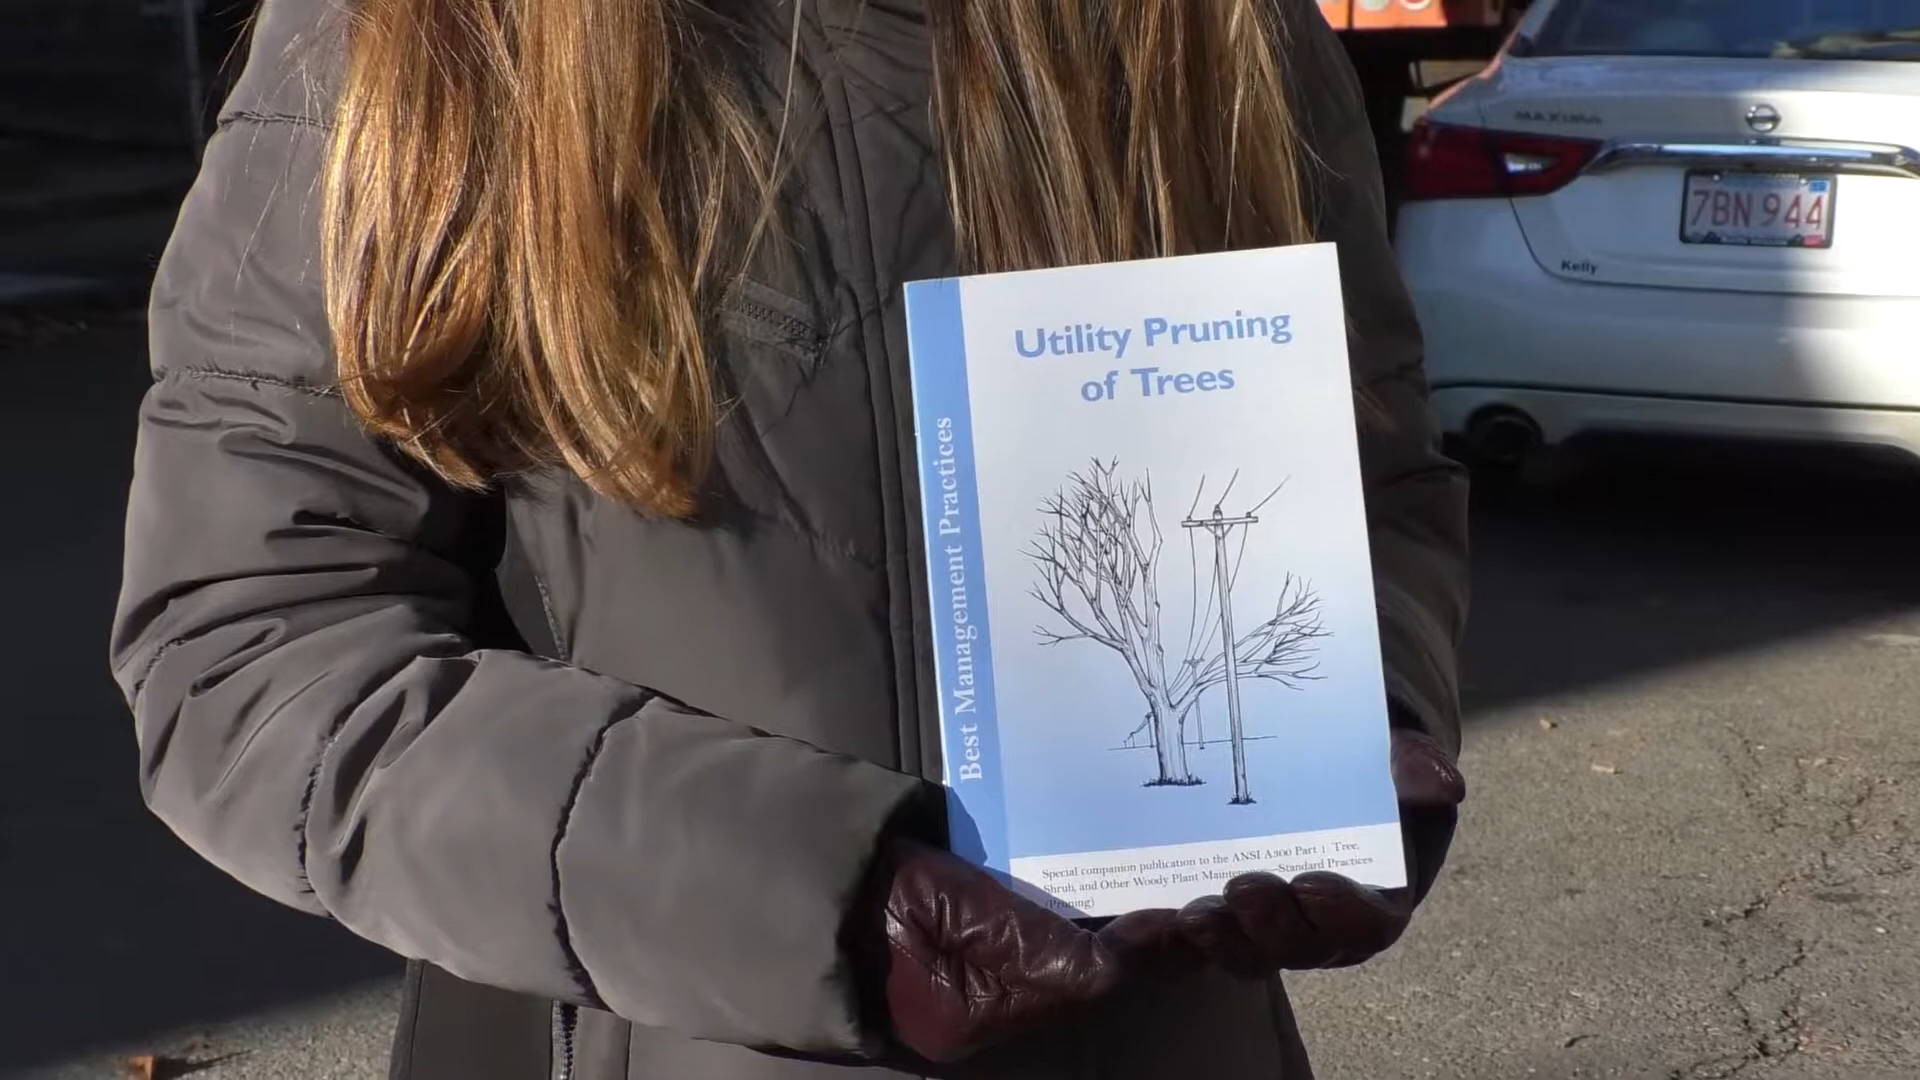 MAXIMA
7BN 944
Kelly
Utility Pruning
of Trees
Best Management Practices
Special companion publication to the ANSI A300 Part 1 Tree,
Shrub, and Other Woody Plant Maintenance—Standard Practices
(Pruning)